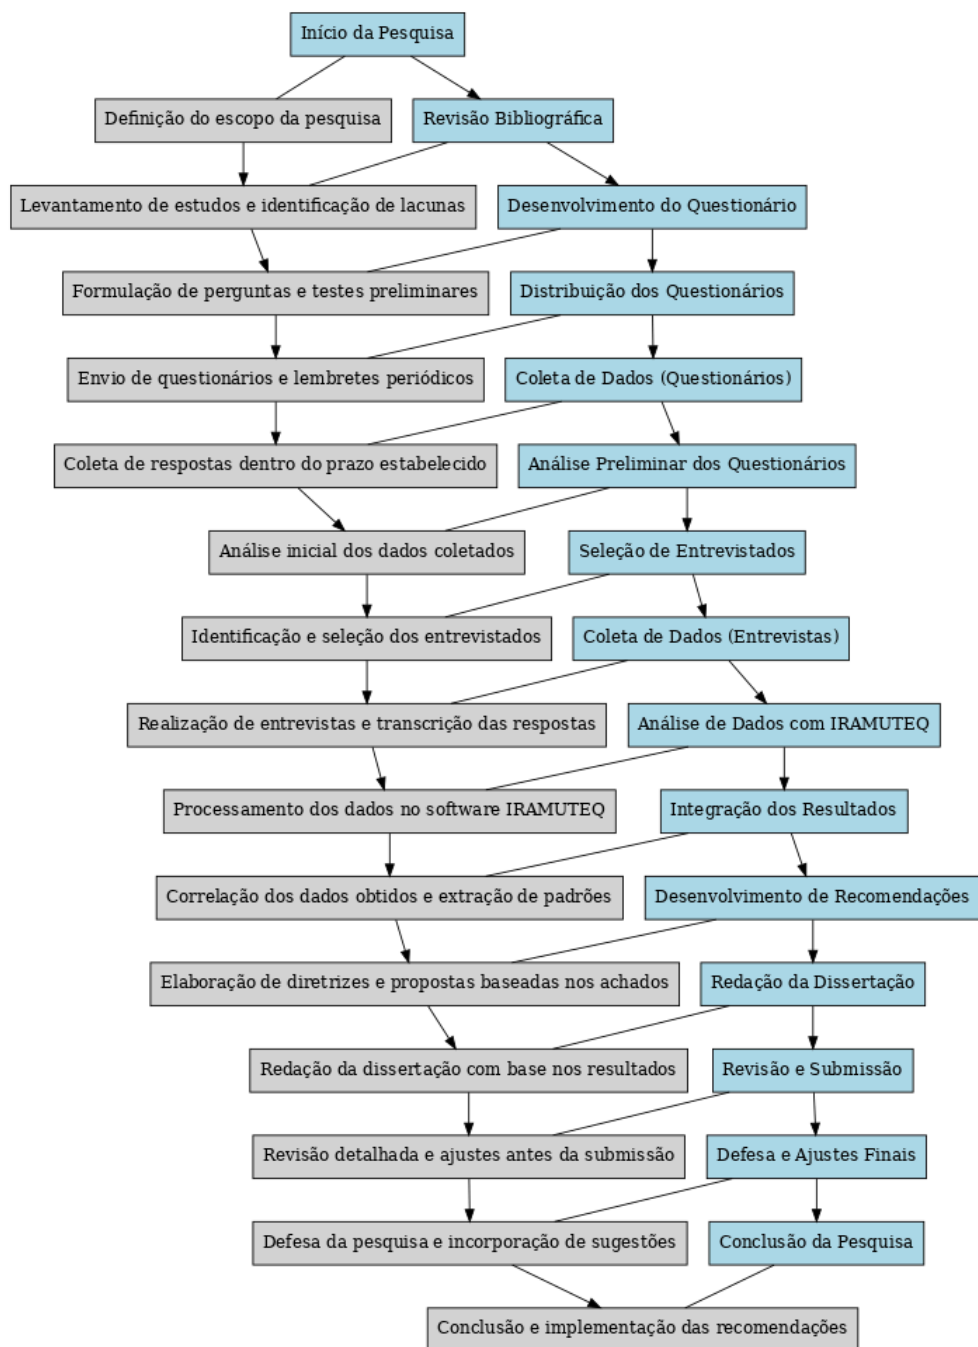 Início da Pesquisa
Definição do escopo da pesquisa
Revisão Bibliográfica
Levantamento de estudos e identificação de lacunas
Desenvolvimento do Questionário
Formulação de perguntas e testes preliminares
Distribuição dos Questionários
Envio de questionários e lembretes periódicos
Coleta de Dados (Questionários)
Coleta de respostas dentro do prazo estabelecido
Análise Preliminar dos Questionários
Análise inicial dos dados coletados
Seleção de Entrevistados
Identificação e seleção dos entrevistados
Coleta de Dados (Entrevistas)
Realização de entrevistas e transcrição das respostas
Análise de Dados com IRAMUTEQ
Processamento dos dados no software IRAMUTEQ
Integração dos Resultados
Correlação dos dados obtidos e extração de padrões
Desenvolvimento de Recomendações
Elaboração de diretrizes e propostas baseadas nos achados
Redação da Dissertação
Redação da dissertação com base nos resultados
Revisão e Submissão
Revisão detalhada e ajustes antes da submissão
Defesa e Ajustes Finais
Defesa da pesquisa e incorporação de sugestões
Conclusão da Pesquisa
Conclusão e implementação das recomendações